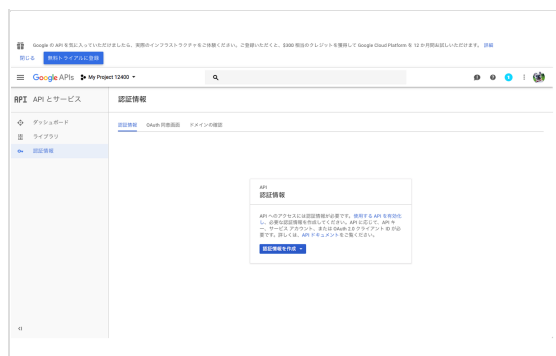 Google の API を気に入っていただけましたら、実際のインフラストラクチャをご体験ください。ご登録いただくと、$300 相当のクレジットを獲得して Google Cloud Platform を 12 か月間お試しいただけます。 詳細
閉じる 無料トライアルに登録
Google APIs My Project 12400
API API とサービス 認証情報
ダッシュボード
ライブラリ
認証情報
認証情報 OAuth 同意画面 ドメインの確認
API
認証情報
API へのアクセスには認証情報が必要です。使用する API を有効化
し、必要な認証情報を作成してください。API に応じて、API キ
ー、サービス アカウント、または OAuth 2.0 クライアント ID が必
要です。詳しくは、API ドキュメントをご覧ください。
認証情報を作成